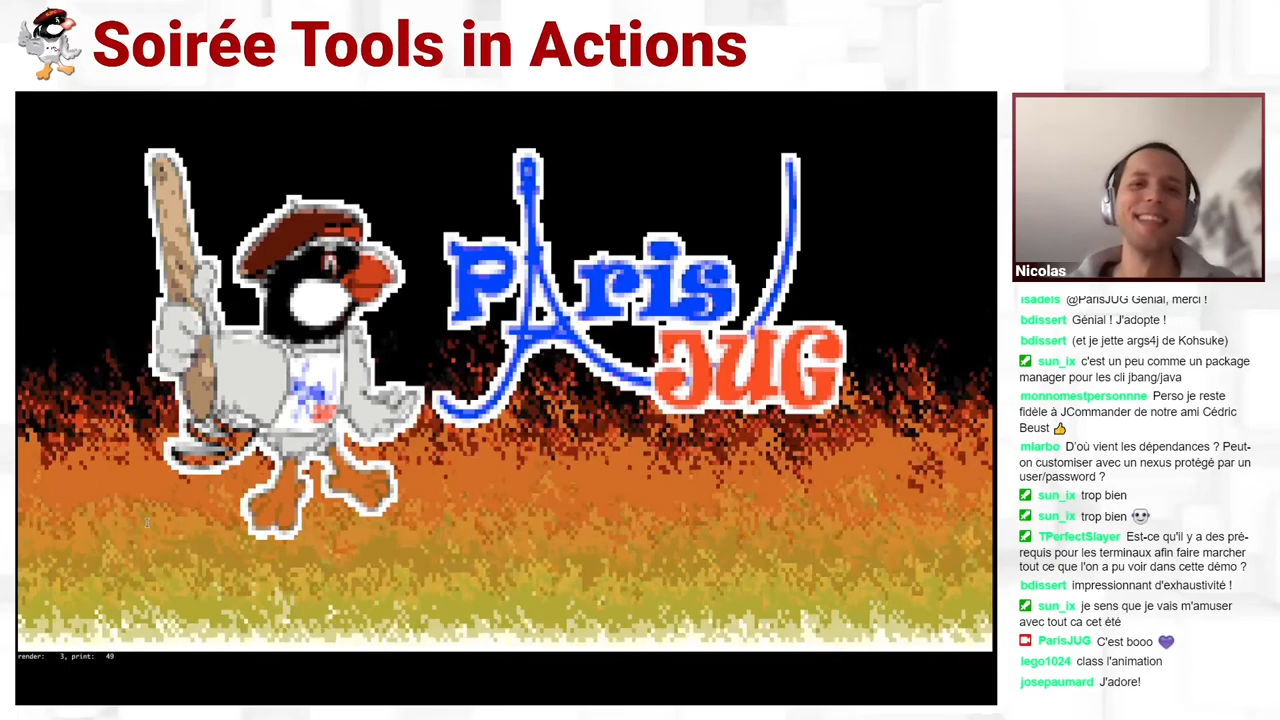 Soirée Tools in Actions
Paris
JUG
render: 3, print: 49
Nicolas
isadels @ParisJUG Génial, merci !
bdissert Génial ! J'adopte !
bdissert (et je jette args4j de Kohsuke)
sun_ix c'est un peu comme un package
manager pour les cli jbang/java
monnomestpersonnne Perso je reste
fidèle à JCommander de notre ami Cédric
Beust 👍
mlarbo D'où vient les dépendances ? Peut-
on customiser avec un nexus protégé par un
user/password ?
sun_ix trop bien
sun_ix trop bien
TPerfectSlayer Est-ce qu'il y a des pré-
requis pour les terminaux afin faire marcher
tout ce que l'on a pu voir dans cette démo ?
bdissert impressionnant d'exhaustivité !
sun_ix je sens que je vais m'amuser
avec tout ca cet été
ParisJUG C'est booo 💜
lego1024 class l'animation
josepaumard J'adore!